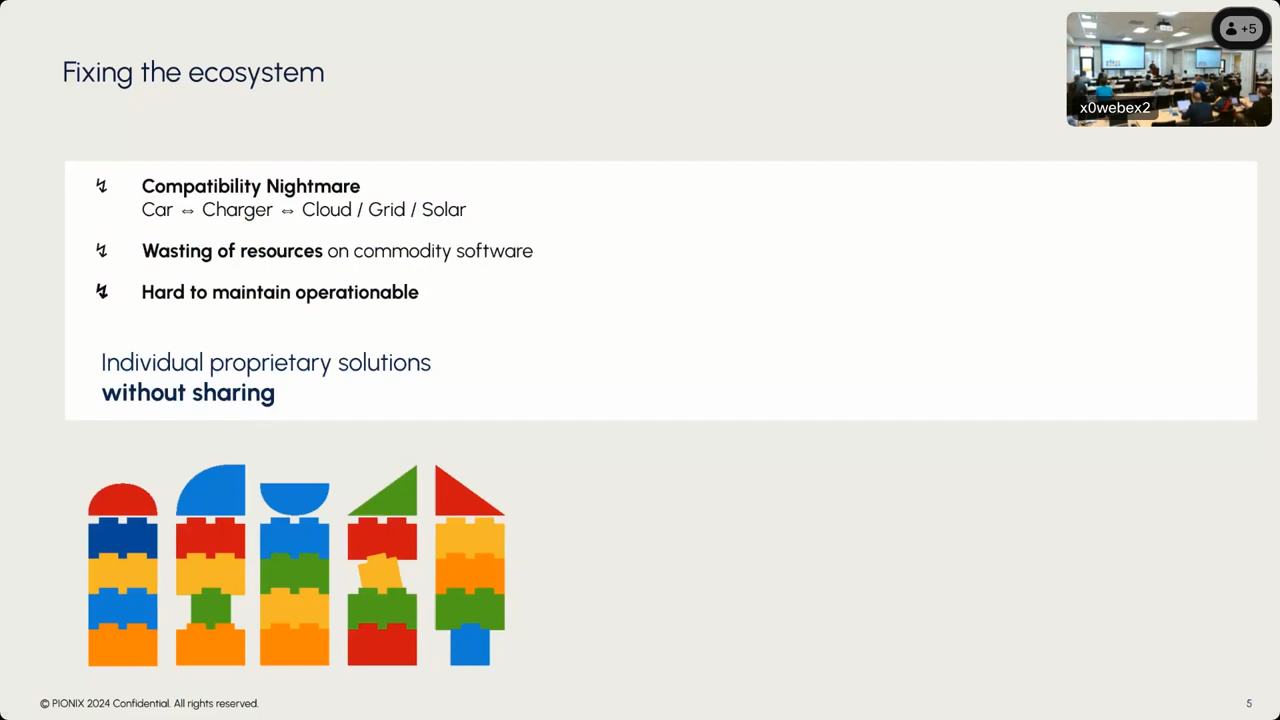 Fixing the ecosystem
+5
x0webex2
↯ Compatibility Nightmare
Car ⇔ Charger ⇔ Cloud / Grid / Solar
↯ Wasting of resources on commodity software
↯ Hard to maintain operationable
Individual proprietary solutions
without sharing
© PIONIX 2024 Confidential. All rights reserved.
5